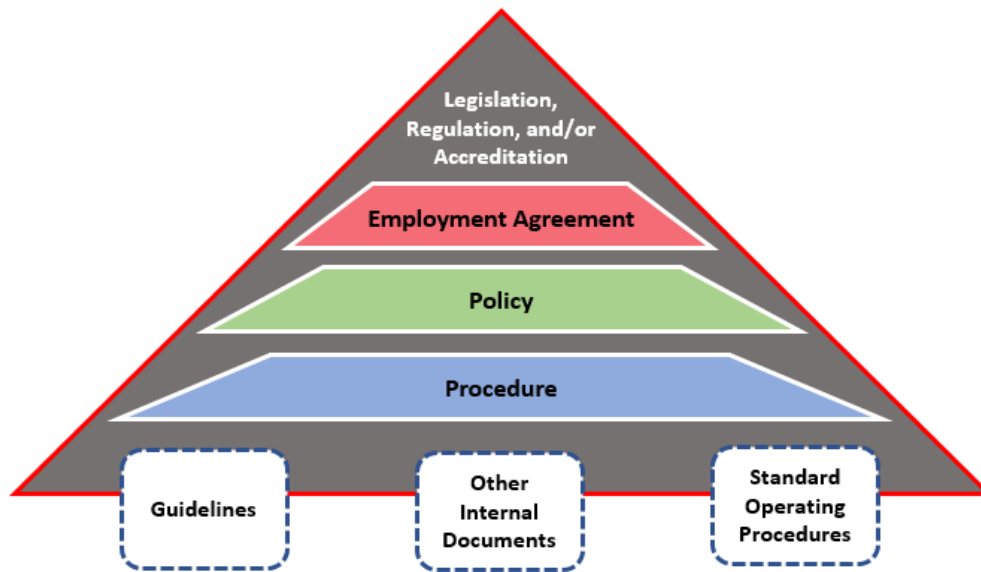 Legislation,
Regulation, and/or
Accreditation
Employment Agreement
Policy
Procedure
Guidelines
Other
Internal
Documents
Standard
Operating
Procedures